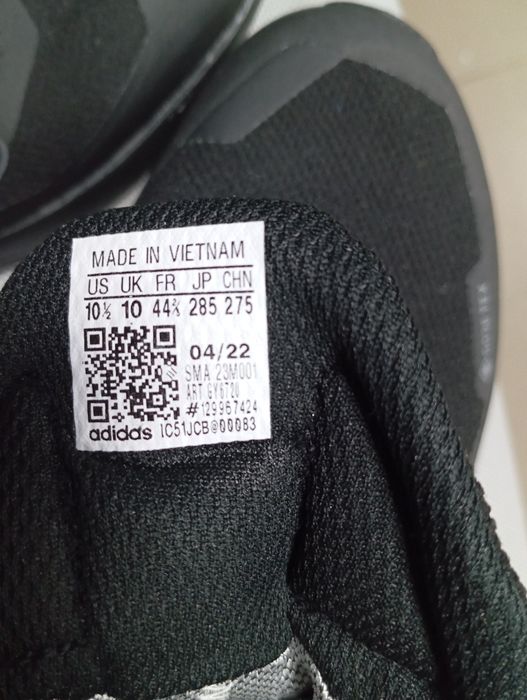 MADE IN VIETNAM
US UK FR JP CHN
10½ 10 44⅔ 285 275
04/22
SMA 23M001
ART GY6720
#129967424
adidas 1C51JCB@00083